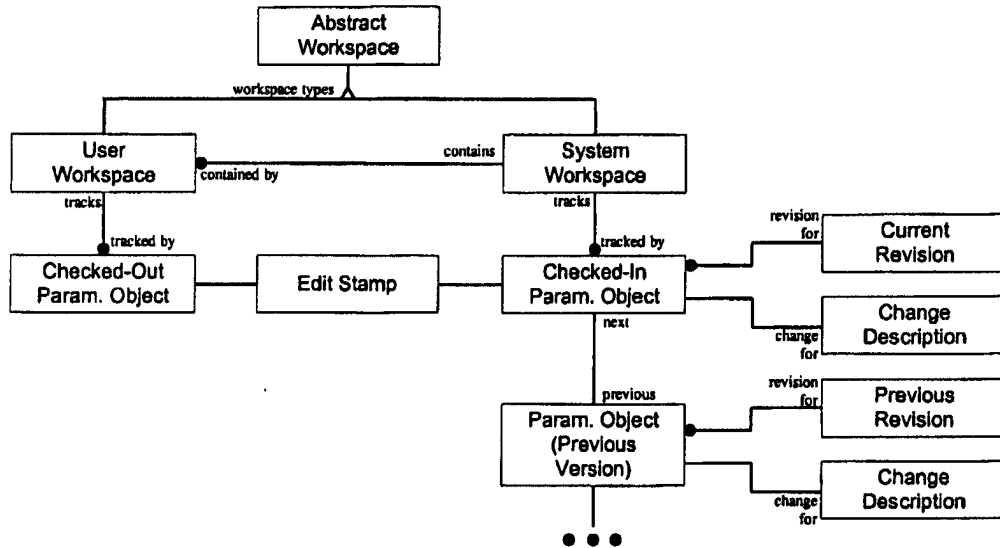 Abstract
Workspace
workspace types
User
Workspace
contains
contained by
System
Workspace
tracks
tracked by
tracks
tracked by
Checked-Out
Param. Object
Edit Stamp
Checked-In
Param. Object
revision
for
Current
Revision
change
for
Change
Description
next
previous
Param. Object
(Previous
Version)
revision
for
Previous
Revision
change
for
Change
Description